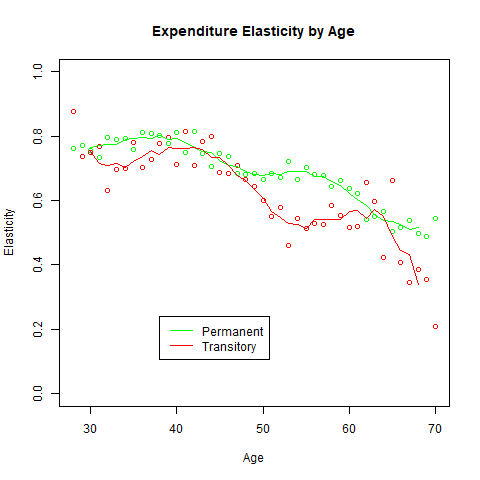 Expenditure Elasticity by Age
Elasticity
1.0
0.8
0.6
0.4
0.2
0.0
Permanent
Transitory
30 40 50 60 70
Age